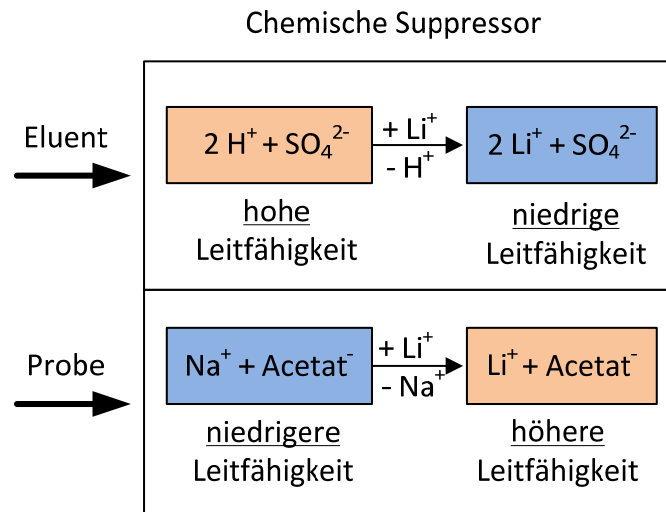 Chemische Suppressor
Eluent
2 H⁺ + SO₄²⁻
+ Li⁺
- H⁺
2 Li⁺ + SO₄²⁻
hohe
Leitfähigkeit
niedrige
Leitfähigkeit
Probe
Na⁺ + Acetat⁻
+ Li⁺
- Na⁺
Li⁺ + Acetat⁻
niedrigere
Leitfähigkeit
höhere
Leitfähigkeit